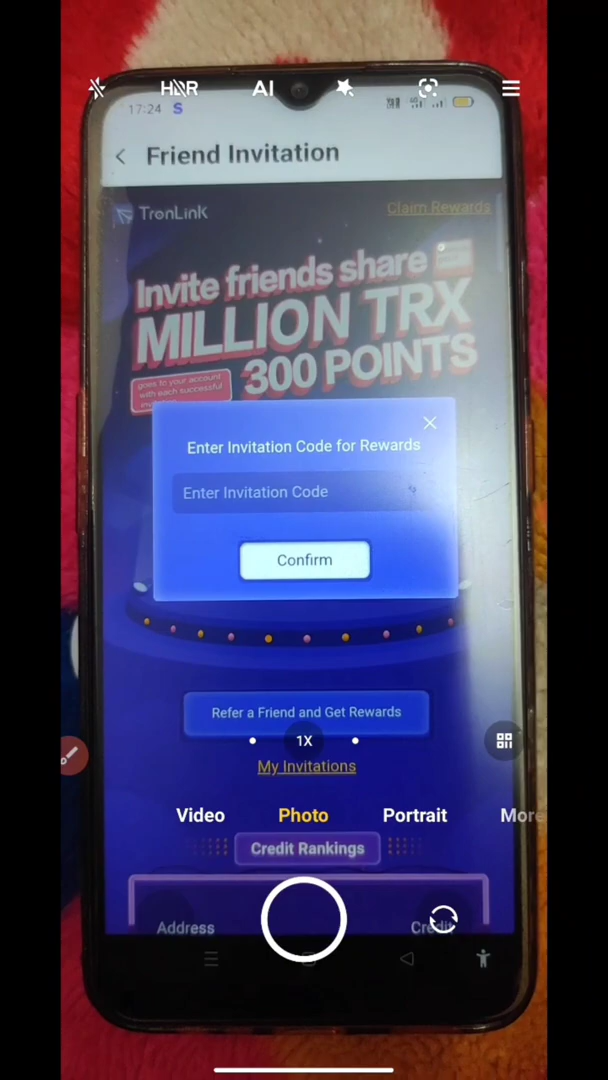 HDR
AI
17:24 S
Friend Invitation
TronLink
Claim Rewards
Invite friends share
MILLION TRX
300 POINTS
goes to your account
with each successful
Enter Invitation Code for Rewards
Enter Invitation Code
Confirm
Refer a Friend and Get Rewards
1X
My Invitations
Video
Photo
Portrait
More
Credit Rankings
Address
Credit